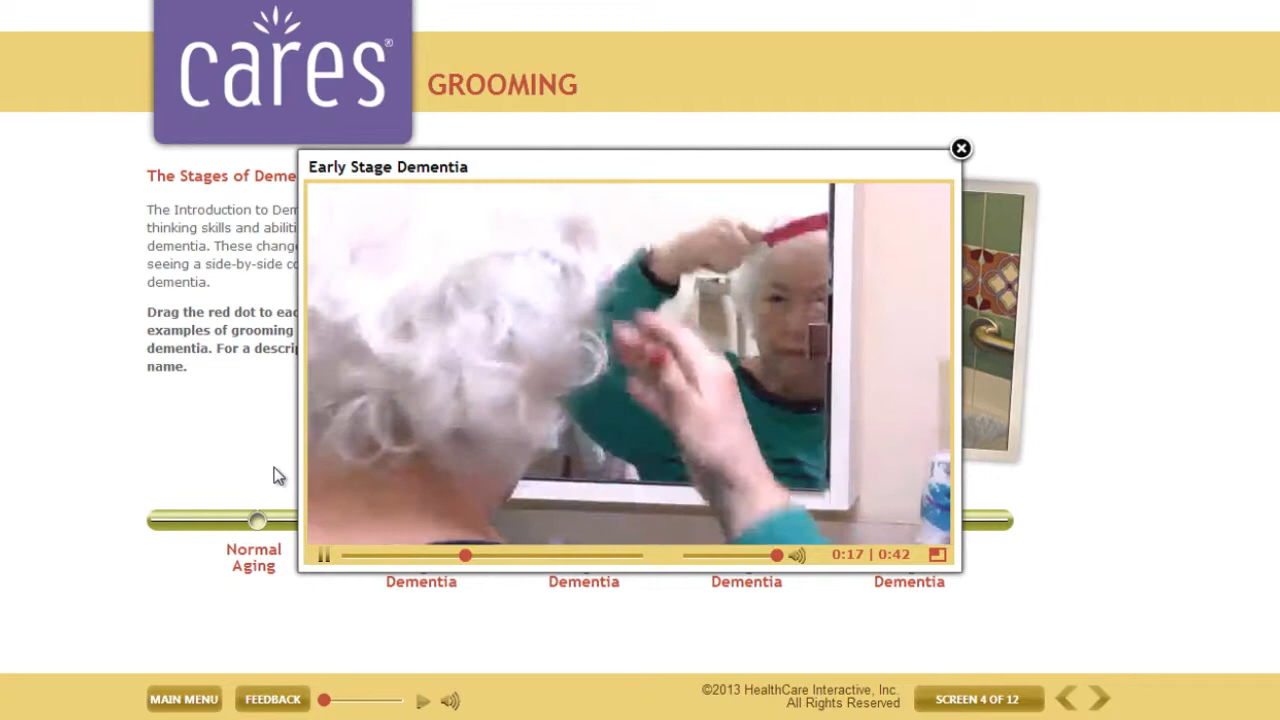 cares®
GROOMING
The Stages of Deme
Early Stage Dementia
The Introduction to Dem
thinking skills and abiliti
dementia. These change
seeing a side-by-side co
dementia.
Drag the red dot to eac
examples of grooming
dementia. For a descrip
name.
0:17 | 0:42
Normal
Aging
Dementia
Dementia
Dementia
Dementia
MAIN MENU
FEEDBACK
©2013 HealthCare Interactive, Inc.
All Rights Reserved
SCREEN 4 OF 12